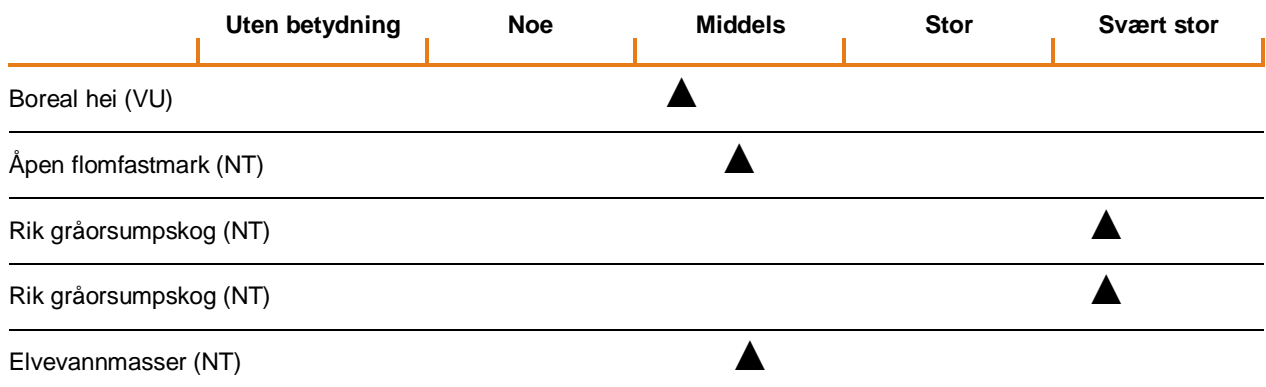 Uten betydning Noe Middels Stor Svært stor
Boreal hei (VU)
Åpen flomfastmark (NT)
Rik gråorsumpskog (NT)
Rik gråorsumpskog (NT)
Elvevannmasser (NT)